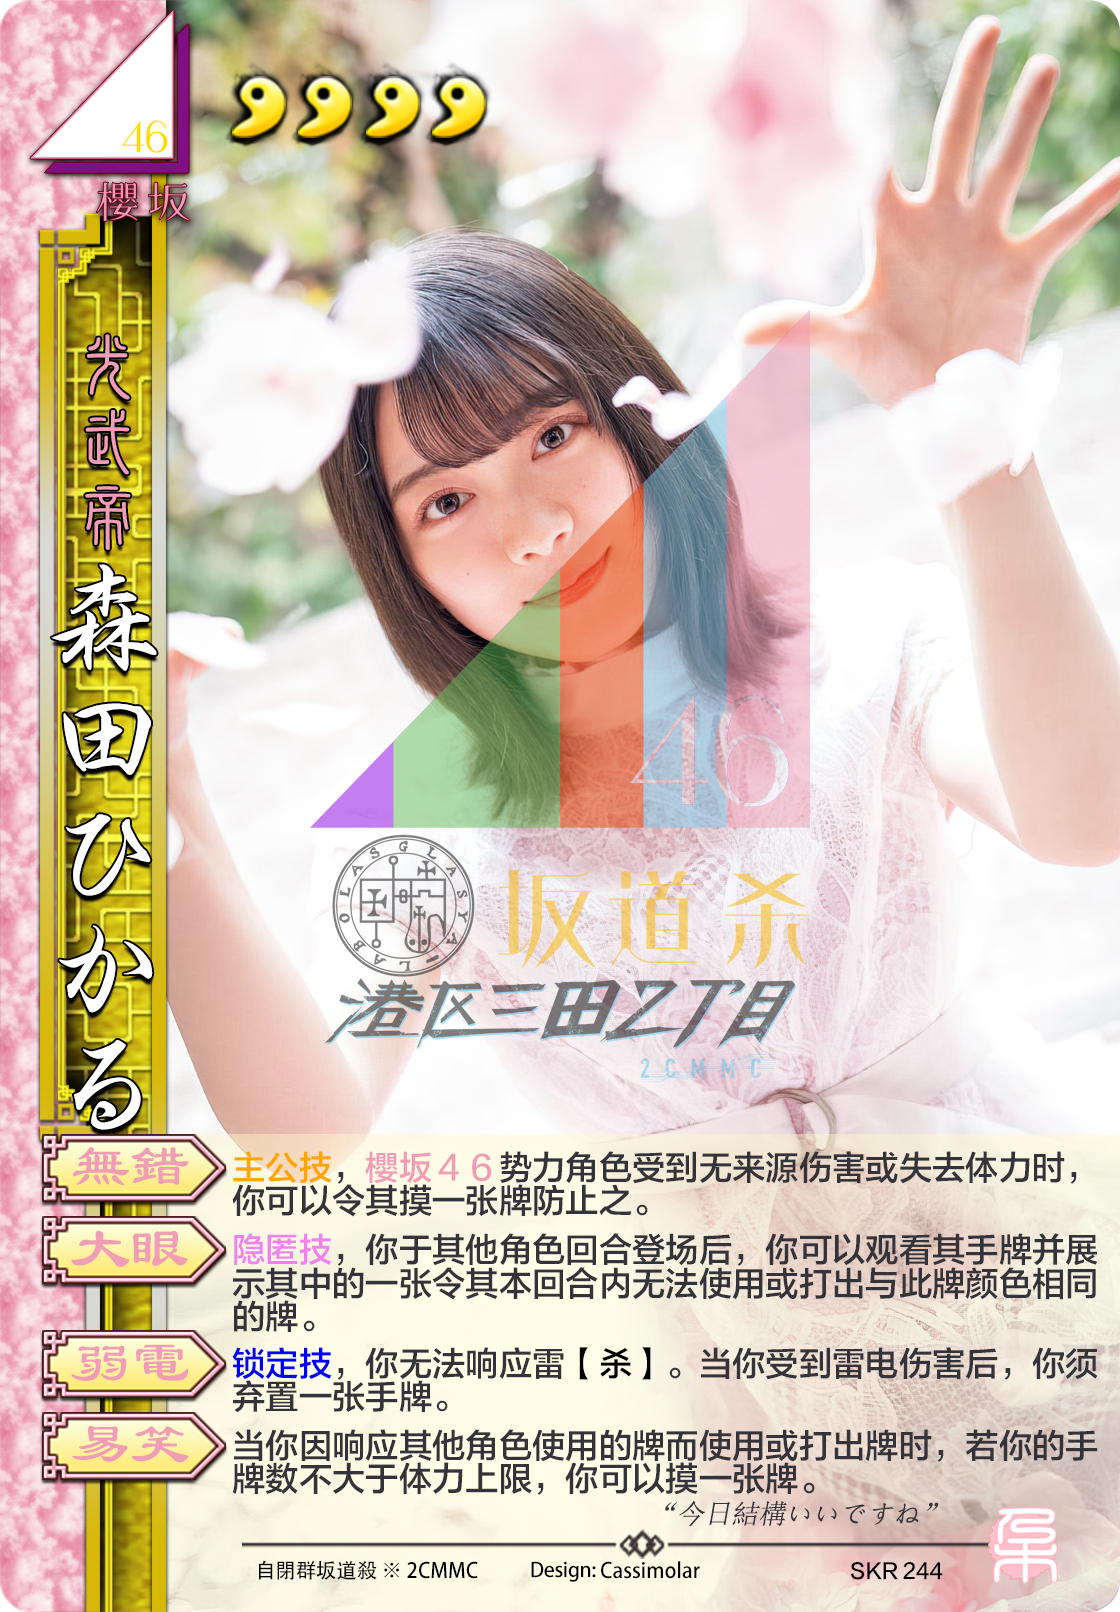 46
櫻坂
光武帝
森田ひかる
46
GLASYA-LABOLAS
坂道杀
港区三田2丁目
2CMMC
無錯
主公技，櫻坂４６势力角色受到无来源伤害或失去体力时，
你可以令其摸一张牌防止之。
大眼
隐匿技，你于其他角色回合登场后，你可以观看其手牌并展
示其中的一张令其本回合内无法使用或打出与此牌颜色相同
的牌。
弱電
锁定技，你无法响应雷【杀】。当你受到雷电伤害后，你须
弃置一张手牌。
易笑
当你因响应其他角色使用的牌而使用或打出牌时，若你的手
牌数不大于体力上限，你可以摸一张牌。
“今日結構いいですね”
自閉群坂道殺 ※ 2CMMC
Design: Cassimolar
SKR 244